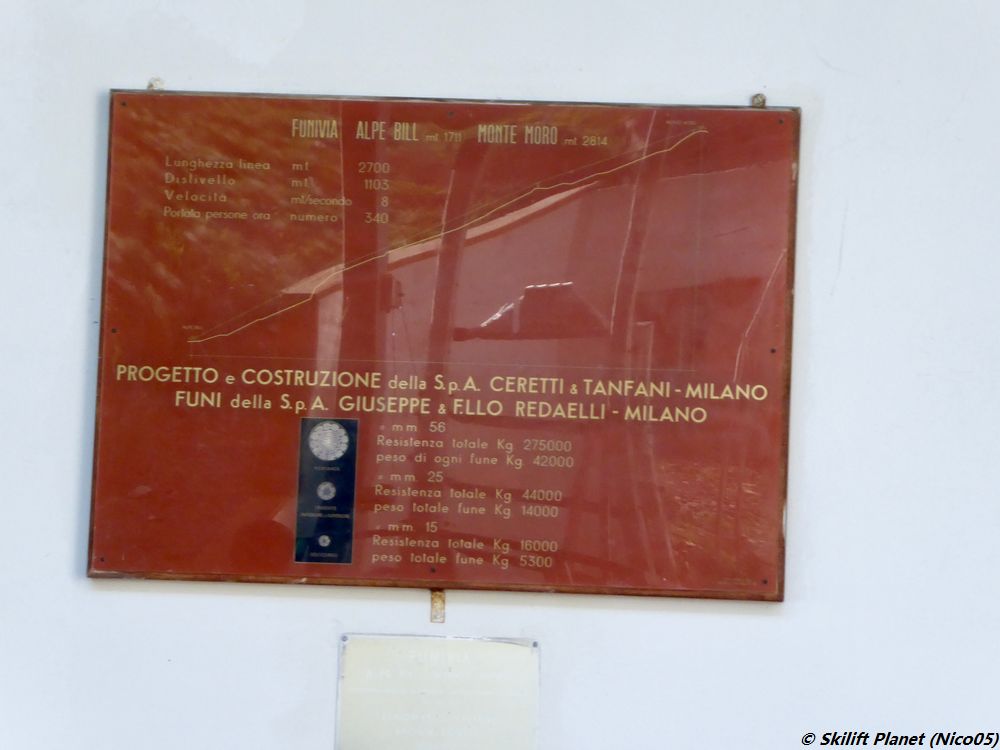 FUNIVIA ALPE BILL mt. 1711 MONTE MORO mt. 2814
Lunghezza linea mt 2700
Dislivello mt 1103
Velocità mt/secondo 8
Portata persone ora numero 340
PROGETTO e COSTRUZIONE della S.p.A. CERETTI & TANFANI - MILANO
FUNI della S.p.A. GIUSEPPE & F.LLO REDAELLI - MILANO
mm 56
Resistenza totale Kg 275000
peso di ogni fune Kg 42000
mm. 25
Resistenza totale Kg 44000
peso totale fune Kg 14000
mm. 15
Resistenza totale Kg 16000
peso totale fune Kg 5300
FUNIVIA
© Skilift Planet (Nico05)